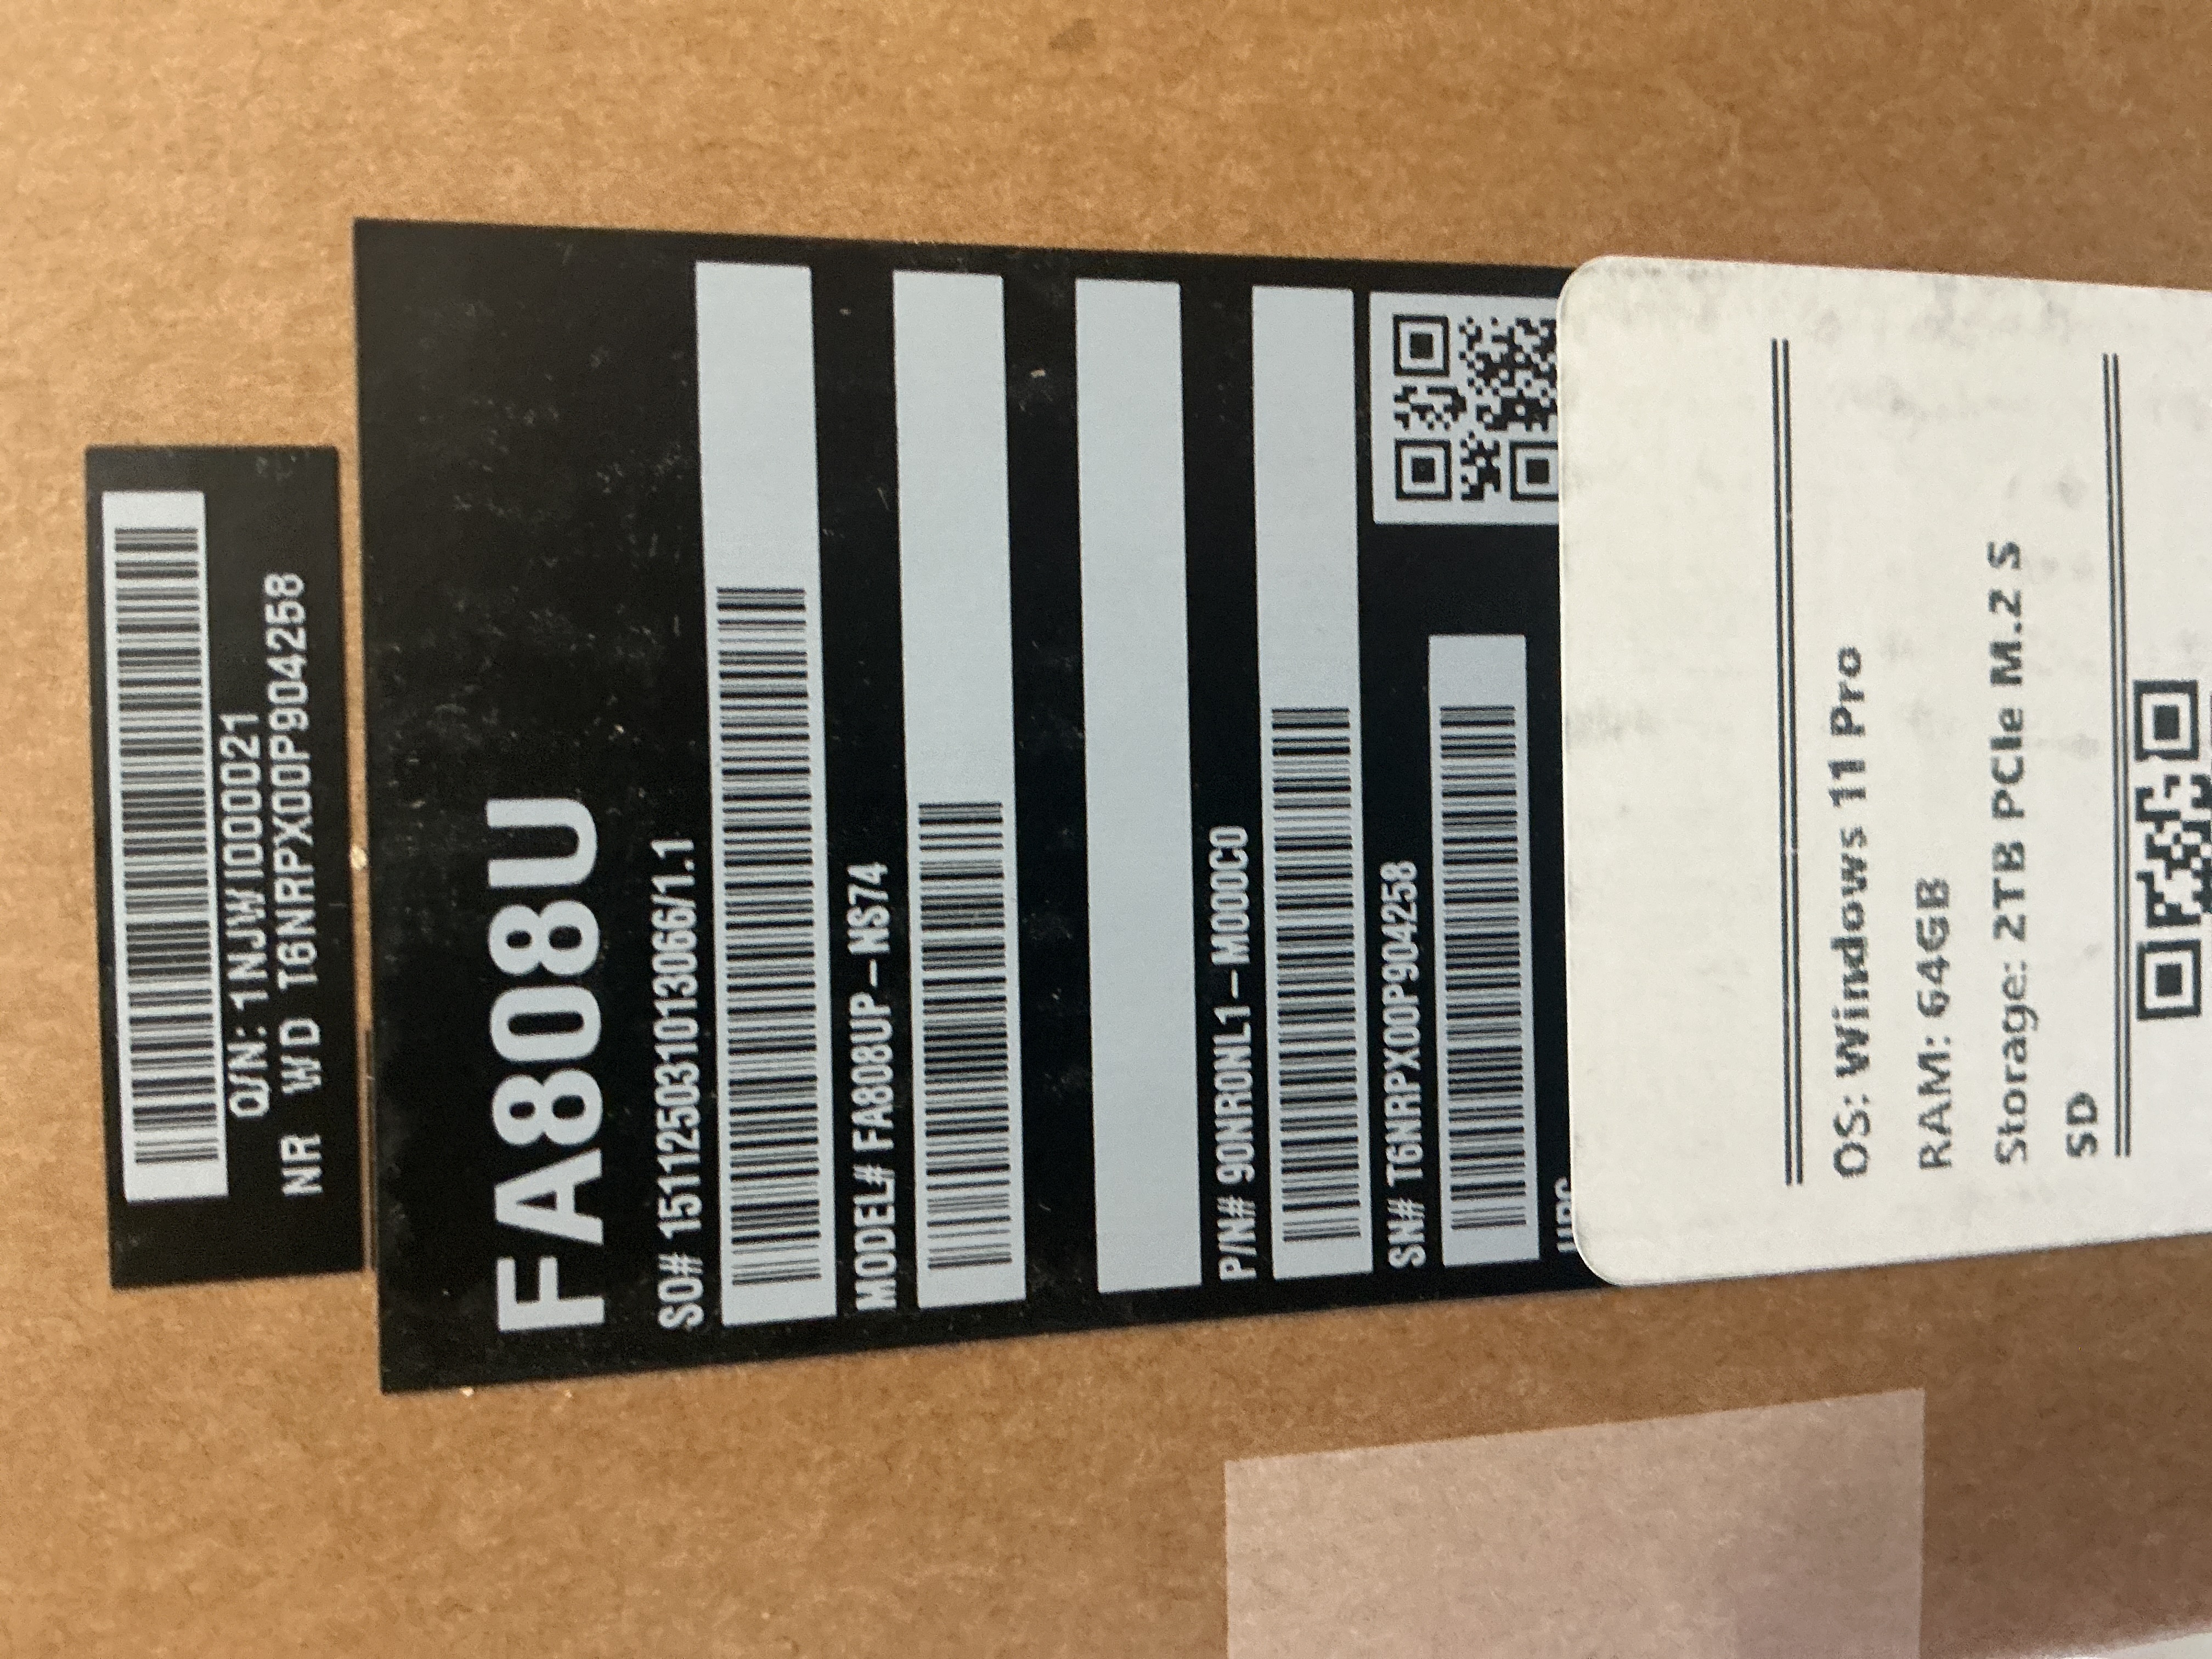 Q/N: 1NJWI000021
NR WD T6NRPX00P904258
FA808U
SO# 151125031013066/1.1
MODEL# FA808UP-NS74
P/N# 90NR0NL1-M000C0
SN# T6NRPX00P904258
OS: Windows 11 Pro
RAM: 64GB
Storage: 2TB PCIe M.2 S
SD